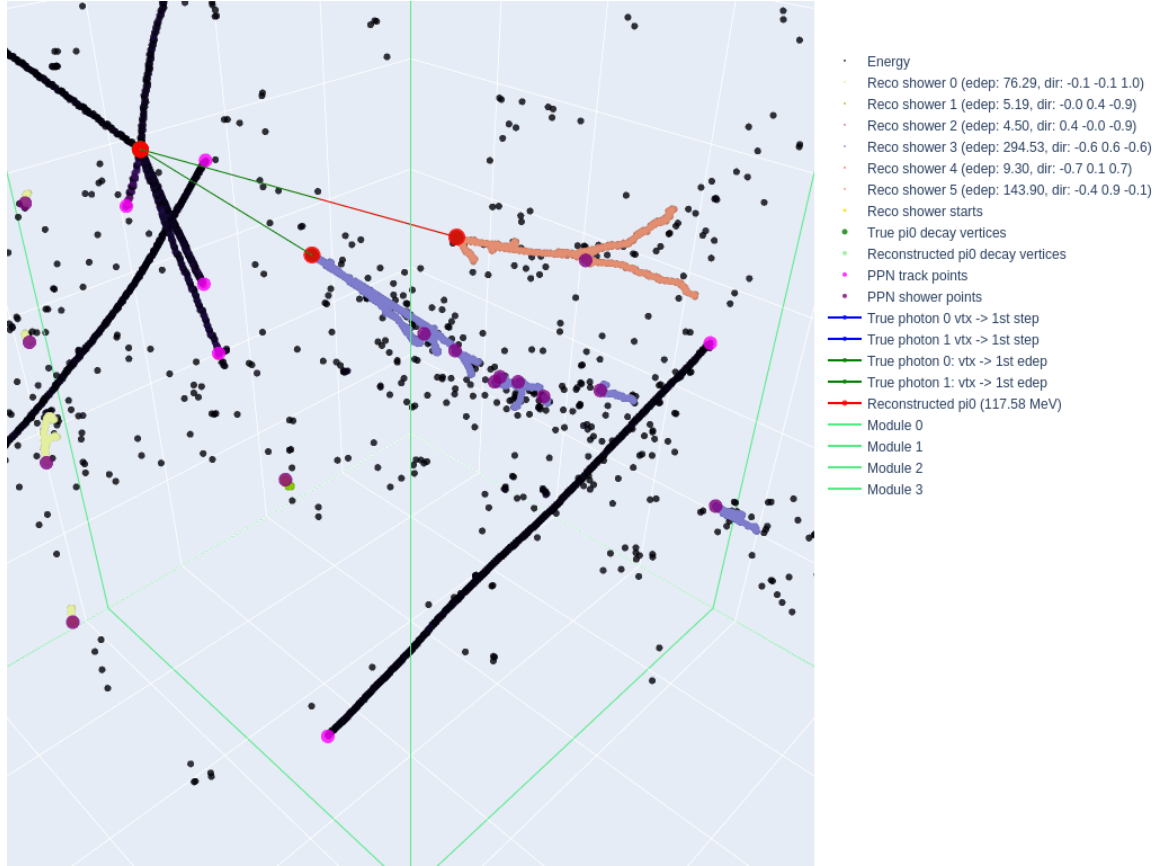 Energy
Reco shower 0 (edep: 76.29, dir: -0.1 -0.1 1.0)
Reco shower 1 (edep: 5.19, dir: -0.0 0.4 -0.9)
Reco shower 2 (edep: 4.50, dir: 0.4 -0.0 -0.9)
Reco shower 3 (edep: 294.53, dir: -0.6 0.6 -0.6)
Reco shower 4 (edep: 9.30, dir: -0.7 0.1 0.7)
Reco shower 5 (edep: 143.90, dir: -0.4 0.9 -0.1)
Reco shower starts
True pi0 decay vertices
Reconstructed pi0 decay vertices
PPN track points
PPN shower points
True photon 0 vtx -> 1st step
True photon 1 vtx -> 1st step
True photon 0: vtx -> 1st edep
True photon 1: vtx -> 1st edep
Reconstructed pi0 (117.58 MeV)
Module 0
Module 1
Module 2
Module 3